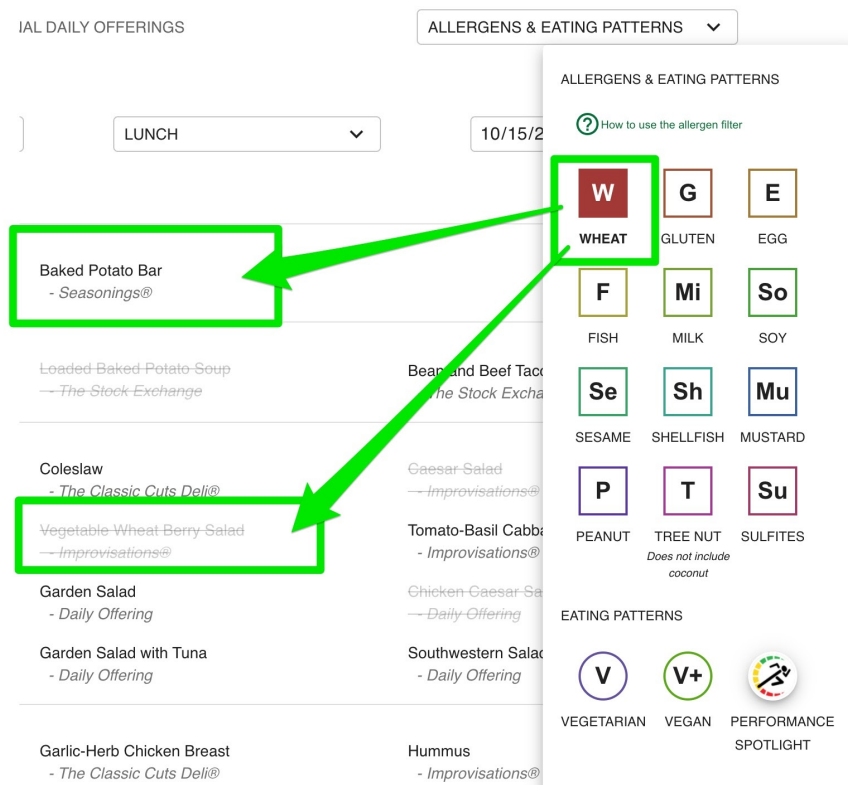 IAL DAILY OFFERINGS
ALLERGENS & EATING PATTERNS
LUNCH
10/15/2
Baked Potato Bar
- Seasonings®
Loaded Baked Potato Soup
- The Stock Exchange
Bean and Beef Taco
The Stock Excha
Coleslaw
- The Classic Cuts Deli®
Caesar Salad
- Improvisations®
Vegetable Wheat Berry Salad
- Improvisations®
Tomato-Basil Cabba
- Improvisations®
Garden Salad
- Daily Offering
Chicken Caesar Sa
- Daily Offering
Garden Salad with Tuna
- Daily Offering
Southwestern Salad
- Daily Offering
Garlic-Herb Chicken Breast
- The Classic Cuts Deli®
Hummus
- Improvisations®
ALLERGENS & EATING PATTERNS
? How to use the allergen filter
W G E
WHEAT GLUTEN EGG
F Mi So
FISH MILK SOY
Se Sh Mu
SESAME SHELLFISH MUSTARD
P T Su
PEANUT TREE NUT SULFITES
Does not include
coconut
EATING PATTERNS
V V+
VEGETARIAN VEGAN PERFORMANCE
SPOTLIGHT